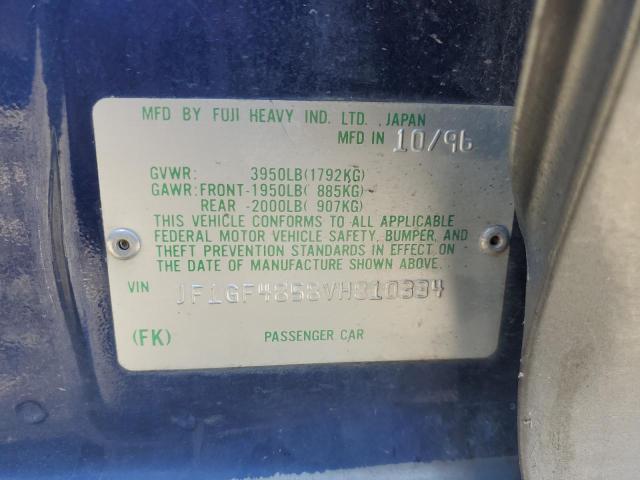 MFD BY FUJI HEAVY IND. LTD. ,JAPAN
MFD IN 10/96
GVWR: 3950LB(1792KG)
GAWR:FRONT-1950LB( 885KG)
REAR -2000LB( 907KG)
THIS VEHICLE CONFORMS TO ALL APPLICABLE
FEDERAL MOTOR VEHICLE SAFETY, BUMPER, AND
THEFT PREVENTION STANDARDS IN EFFECT ON
THE DATE OF MANUFACTURE SHOWN ABOVE.
VIN JF1GF4858VH810334
(FK) PASSENGER CAR